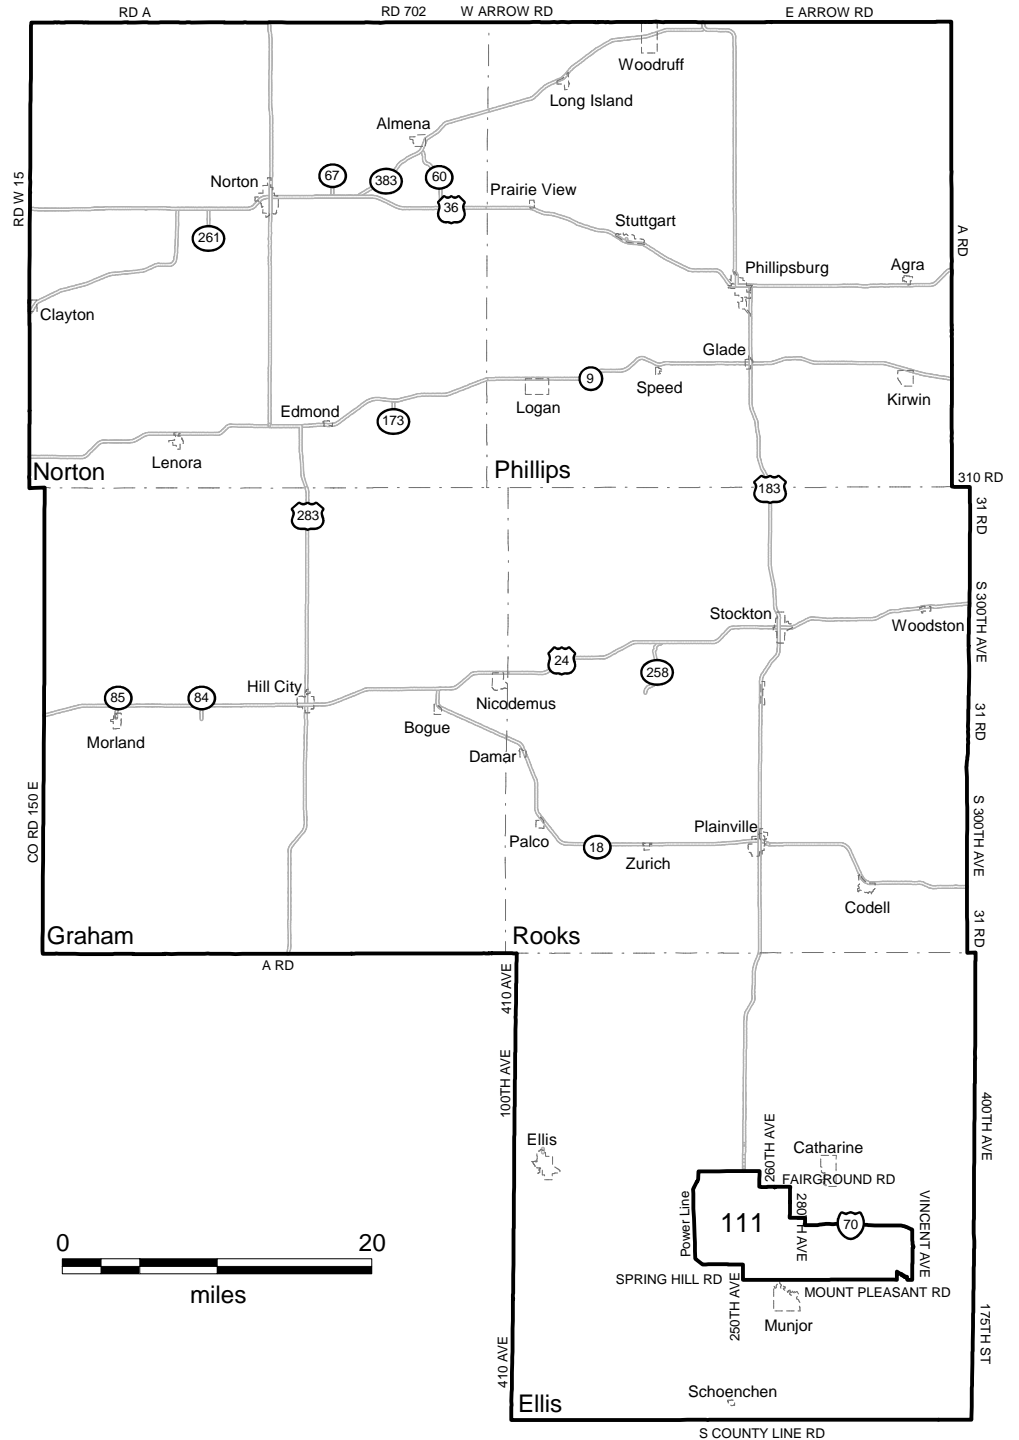 RD A
RD 702
W ARROW RD
E ARROW RD
Woodruff
Long Island
Almena
RD W 15
Norton
67
383
60
Prairie View
36
Stuttgart
261
A RD
Phillipsburg
Agra
Clayton
Glade
9
Speed
Kirwin
Logan
Edmond
173
Lenora
Norton
Phillips
310 RD
183
31 RD
283
S 300TH AVE
Stockton
Woodston
24
258
Hill City
85
84
Nicodemus
31 RD
Bogue
Morland
Damar
CO RD 150 E
S 300TH AVE
Plainville
Palco
18
Zurich
Codell
31 RD
Graham
Rooks
A RD
410 AVE
100TH AVE
400TH AVE
Ellis
260TH AVE
Catharine
FAIRGROUND RD
Power Line
111
280TH AVE
70
VINCENT AVE
0
20
miles
SPRING HILL RD
250TH AVE
MOUNT PLEASANT RD
Munjor
175TH ST
410 AVE
Schoenchen
Ellis
S COUNTY LINE RD